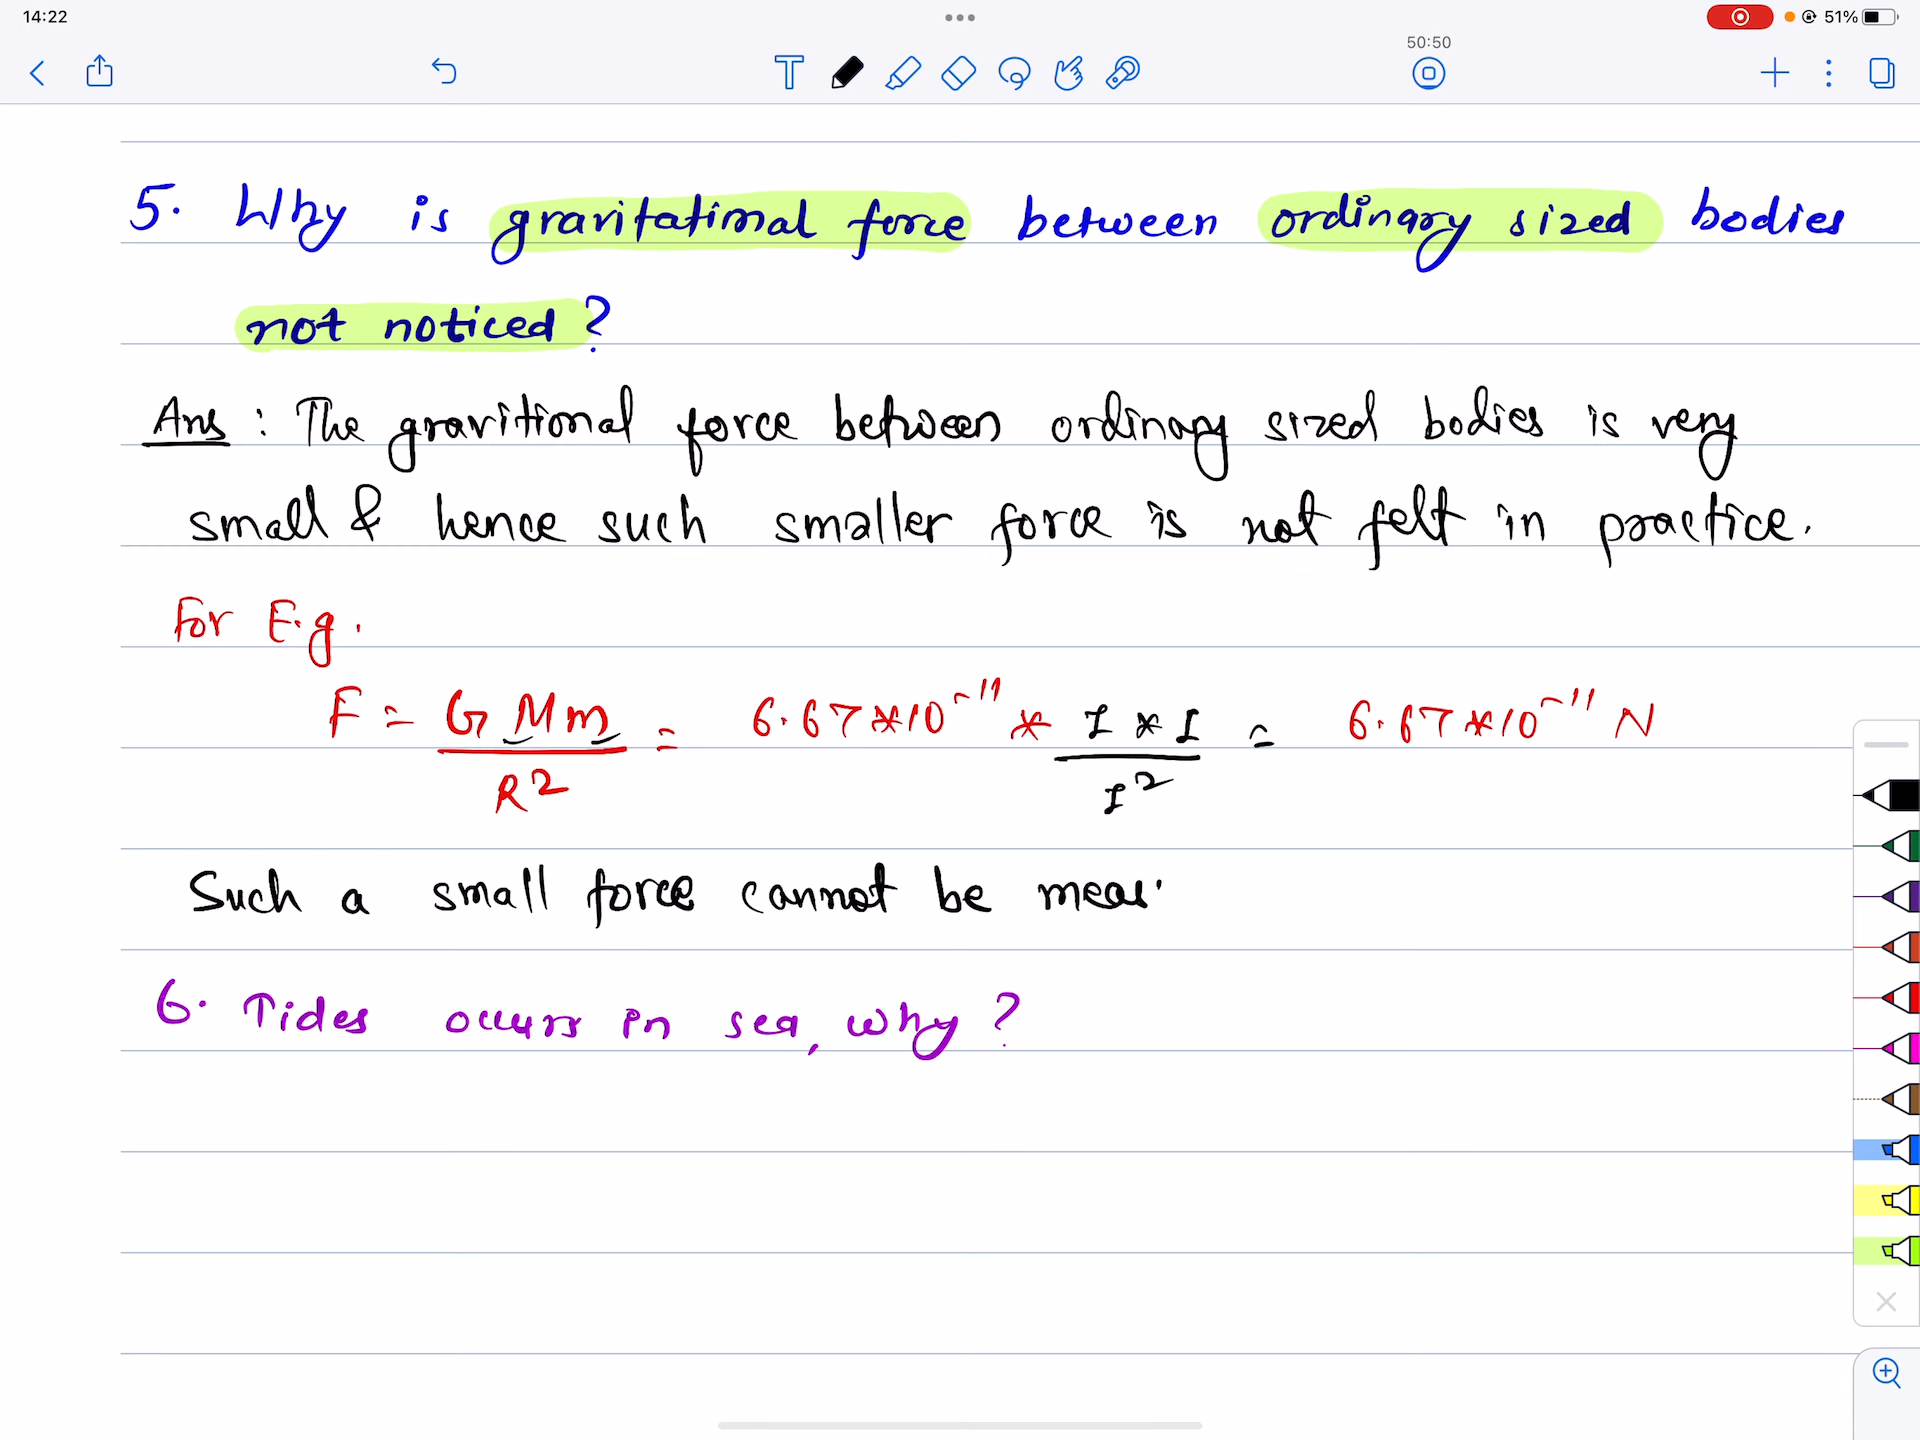 14:22
51%
50:50
5. Why is gravitational force between ordinary sized bodies
not noticed?
Ans : The gravitional force between ordinary sized bodies is very
small & hence such smaller force is not felt in practice.
For E.g.
F = G M m / R² = 6.67*10⁻¹¹ * 1 * 1 / 1² = 6.67*10⁻¹¹ N
Such a small force cannot be meas
6. Tides occurs in sea, why?